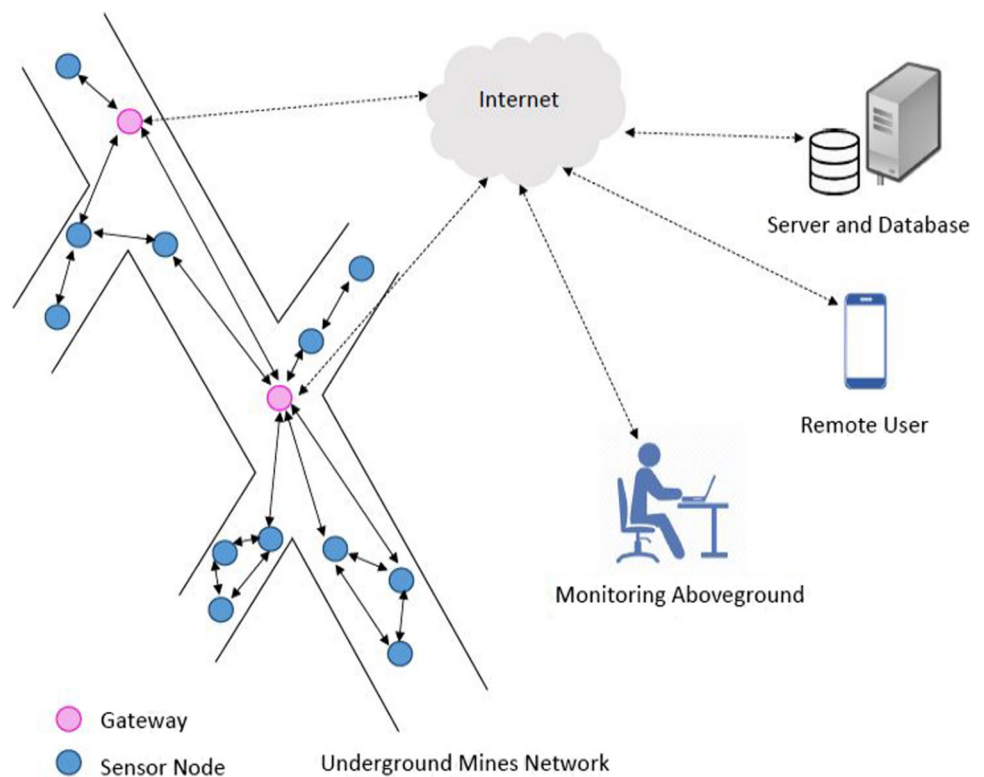 Internet
Server and Database
Remote User
Monitoring Aboveground
Gateway
Sensor Node
Underground Mines Network